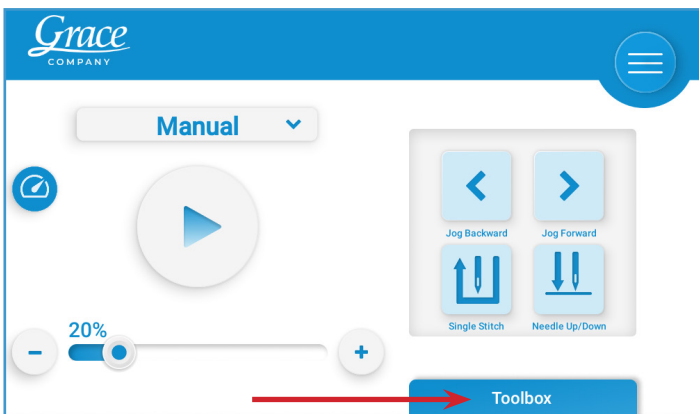 Grace
COMPANY
Manual
20%
Jog Backward
Jog Forward
Single Stitch
Needle Up/Down
Toolbox